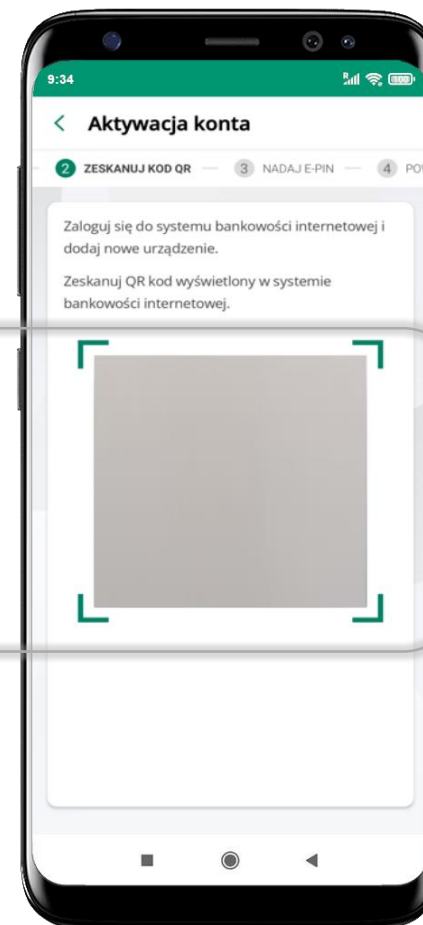 9:34
Aktywacja konta
2 ZESKANUJ KOD QR 3 NADAJ E-PIN 4
Zaloguj się do systemu bankowości internetowej i
dodaj nowe urządzenie.
Zeskanuj QR kod wyświetlony w systemie
bankowości internetowej.